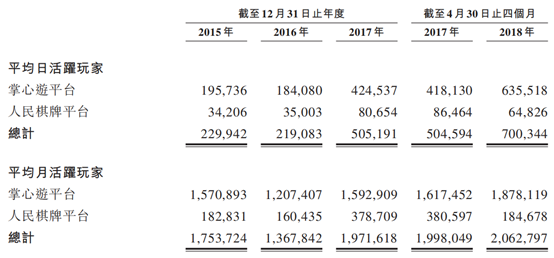 截至12月31日止年度 截至4月30日止四個月
2015年 2016年 2017年 2017年 2018年
平均日活躍玩家
掌心遊平台 195,736 184,080 424,537 418,130 635,518
人民棋牌平台 34,206 35,003 80,654 86,464 64,826
總計 229,942 219,083 505,191 504,594 700,344
平均月活躍玩家
掌心遊平台 1,570,893 1,207,407 1,592,909 1,617,452 1,878,119
人民棋牌平台 182,831 160,435 378,709 380,597 184,678
總計 1,753,724 1,367,842 1,971,618 1,998,049 2,062,797